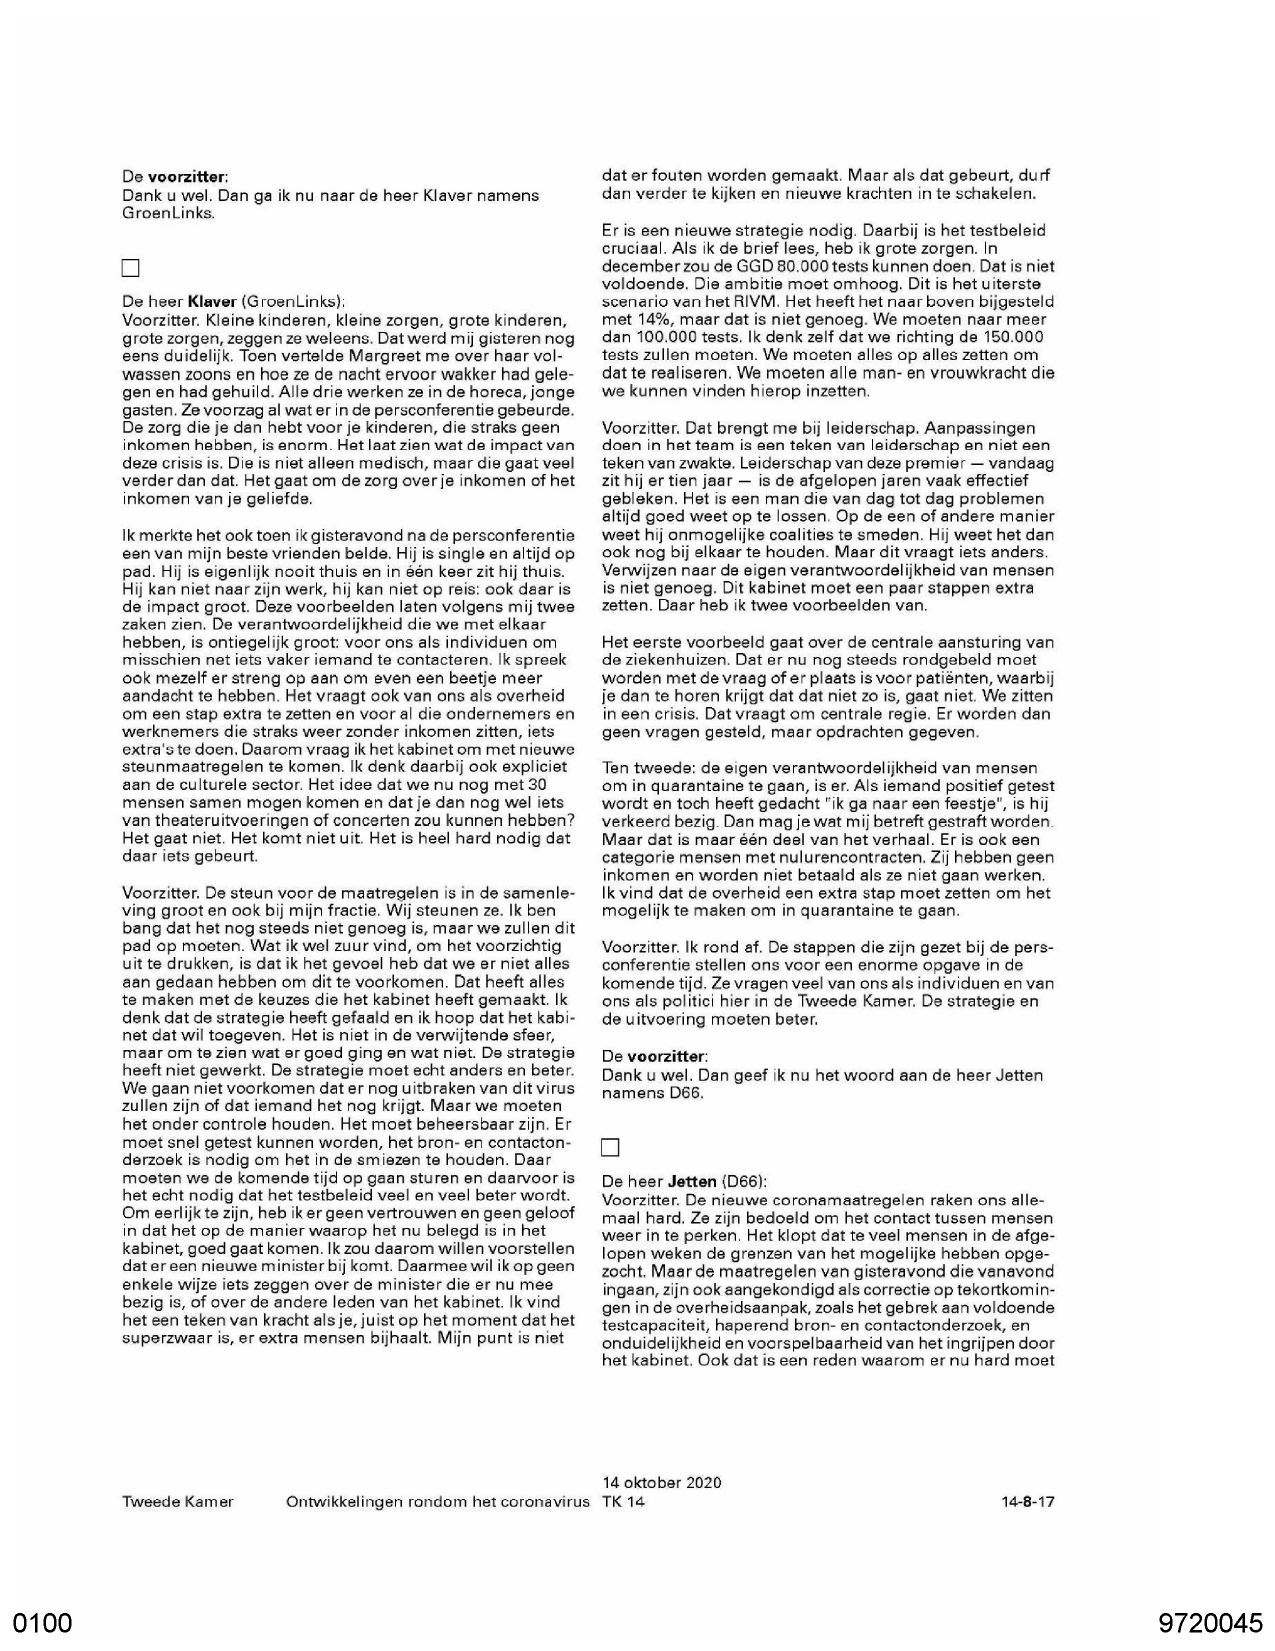 De voorzitter:
Dank u wel. Dan ga ik nu naar de heer Klaver namens
GroenLinks.
De heer Klaver (GroenLinks):
Voorzitter. Kleine kinderen, kleine zorgen, grote kinderen,
grote zorgen, zeggen ze weleens. Dat werd mij gisteren nog
eens duidelijk. Toen vertelde Margreet me over haar vol-
wassen zoons en hoe ze de nacht ervoor wakker had gele-
gen en had gehuild. Alle drie werken ze in de horeca, jonge
gasten. Ze voorzag al wat er in de persconferentie gebeurde.
De zorg die je dan hebt voor je kinderen, die straks geen
inkomen hebben, is enorm. Het laat zien wat de impact van
deze crisis is. Die is niet alleen medisch, maar die gaat veel
verder dan dat. Het gaat om de zorg over je inkomen of het
inkomen van je geliefde.
Ik merkte het ook toen ik gisteravond na de persconferentie
een van mijn beste vrienden belde. Hij is single en altijd op
pad. Hij is eigenlijk nooit thuis en in één keer zit hij thuis.
Hij kan niet naar zijn werk, hij kan niet op reis: ook daar is
de impact groot. Deze voorbeelden laten volgens mij twee
zaken zien. De verantwoordelijkheid die we met elkaar
hebben, is ontiegelijk groot: voor ons als individuen om
misschien net iets vaker iemand te contacteren. Ik spreek
ook mezelf er streng op aan om even een beetje meer
aandacht te hebben. Het vraagt ook van ons als overheid
om een stap extra te zetten en voor al die ondernemers en
werknemers die straks weer zonder inkomen zitten, iets
extra's te doen. Daarom vraag ik het kabinet om met nieuwe
steunmaatregelen te komen. Ik denk daarbij ook expliciet
aan de culturele sector. Het idee dat we nu nog met 30
mensen samen mogen komen en dat je dan nog wel iets
van theateruitvoeringen of concerten zou kunnen hebben?
Het gaat niet. Het komt niet uit. Het is heel hard nodig dat
daar iets gebeurt.
Voorzitter. De steun voor de maatregelen is in de samenle-
ving groot en ook bij mijn fractie. Wij steunen ze. Ik ben
bang dat het nog steeds niet genoeg is, maar we zullen dit
pad op moeten. Wat ik wel zuur vind, om het voorzichtig
uit te drukken, is dat ik het gevoel heb dat we er niet alles
aan gedaan hebben om dit te voorkomen. Dat heeft alles
te maken met de keuzes die het kabinet heeft gemaakt. Ik
denk dat de strategie heeft gefaald en ik hoop dat het kabi-
net dat wil toegeven. Het is niet in de verwijtende sfeer,
maar om te zien wat er goed ging en wat niet. De strategie
heeft niet gewerkt. De strategie moet echt anders en beter.
We gaan niet voorkomen dat er nog uitbraken van dit virus
zullen zijn of dat iemand het nog krijgt. Maar we moeten
het onder controle houden. Het moet beheersbaar zijn. Er
moet snel getest kunnen worden, het bron- en contacton-
derzoek is nodig om het in de smiezen te houden. Daar
moeten we de komende tijd op gaan sturen en daarvoor is
het echt nodig dat het testbeleid veel en veel beter wordt.
Om eerlijk te zijn, heb ik er geen vertrouwen en geen geloof
in dat het op de manier waarop het nu belegd is in het
kabinet, goed gaat komen. Ik zou daarom willen voorstellen
dat er een nieuwe minister bij komt. Daarmee wil ik op geen
enkele wijze iets zeggen over de minister die er nu mee
bezig is, of over de andere leden van het kabinet. Ik vind
het een teken van kracht als je, juist op het moment dat het
superzwaar is, er extra mensen bijhaalt. Mijn punt is niet
dat er fouten worden gemaakt. Maar als dat gebeurt, durf
dan verder te kijken en nieuwe krachten in te schakelen.
Er is een nieuwe strategie nodig. Daarbij is het testbeleid
cruciaal. Als ik de brief lees, heb ik grote zorgen. In
december zou de GGD 80.000 tests kunnen doen. Dat is niet
voldoende. Die ambitie moet omhoog. Dit is het uiterste
scenario van het RIVM. Het heeft het naar boven bijgesteld
met 14%, maar dat is niet genoeg. We moeten naar meer
dan 100.000 tests. Ik denk zelf dat we richting de 150.000
tests zullen moeten. We moeten alles op alles zetten om
dat te realiseren. We moeten alle man- en vrouwkracht die
we kunnen vinden hierop inzetten.
Voorzitter. Dat brengt me bij leiderschap. Aanpassingen
doen in het team is een teken van leiderschap en niet een
teken van zwakte. Leiderschap van deze premier — vandaag
zit hij er tien jaar — is de afgelopen jaren vaak effectief
gebleken. Het is een man die van dag tot dag problemen
altijd goed weet op te lossen. Op de een of andere manier
weet hij onmogelijke coalities te smeden. Hij weet het dan
ook nog bij elkaar te houden. Maar dit vraagt iets anders.
Verwijzen naar de eigen verantwoordelijkheid van mensen
is niet genoeg. Dit kabinet moet een paar stappen extra
zetten. Daar heb ik twee voorbeelden van.
Het eerste voorbeeld gaat over de centrale aansturing van
de ziekenhuizen. Dat er nu nog steeds rondgebeld moet
worden met de vraag of er plaats is voor patiënten, waarbij
je dan te horen krijgt dat dat niet zo is, gaat niet. We zitten
in een crisis. Dat vraagt om centrale regie. Er worden dan
geen vragen gesteld, maar opdrachten gegeven.
Ten tweede: de eigen verantwoordelijkheid van mensen
om in quarantaine te gaan, is er. Als iemand positief getest
wordt en toch heeft gedacht "ik ga naar een feestje", is hij
verkeerd bezig. Dan mag je wat mij betreft gestraft worden.
Maar dat is maar één deel van het verhaal. Er is ook een
categorie mensen met nulurencontracten. Zij hebben geen
inkomen en worden niet betaald als ze niet gaan werken.
Ik vind dat de overheid een extra stap moet zetten om het
mogelijk te maken om in quarantaine te gaan.
Voorzitter. Ik rond af. De stappen die zijn gezet bij de pers-
conferentie stellen ons voor een enorme opgave in de
komende tijd. Ze vragen veel van ons als individuen en van
ons als politici hier in de Tweede Kamer. De strategie en
de uitvoering moeten beter.
De voorzitter:
Dank u wel. Dan geef ik nu het woord aan de heer Jetten
namens D66.
De heer Jetten (D66):
Voorzitter. De nieuwe coronamaatregelen raken ons alle-
maal hard. Ze zijn bedoeld om het contact tussen mensen
weer in te perken. Het klopt dat te veel mensen in de afge-
lopen weken de grenzen van het mogelijke hebben opge-
zocht. Maar de maatregelen van gisteravond die vanavond
ingaan, zijn ook aangekondigd als correctie op tekortkomin-
gen in de overheidsaanpak, zoals het gebrek aan voldoende
testcapaciteit, haperend bron- en contactonderzoek, en
onduidelijkheid en voorspelbaarheid van het ingrijpen door
het kabinet. Ook dat is een reden waarom er nu hard moet
14 oktober 2020
Tweede Kamer Ontwikkelingen rondom het coronavirus TK 14 14-8-17
0100 9720045